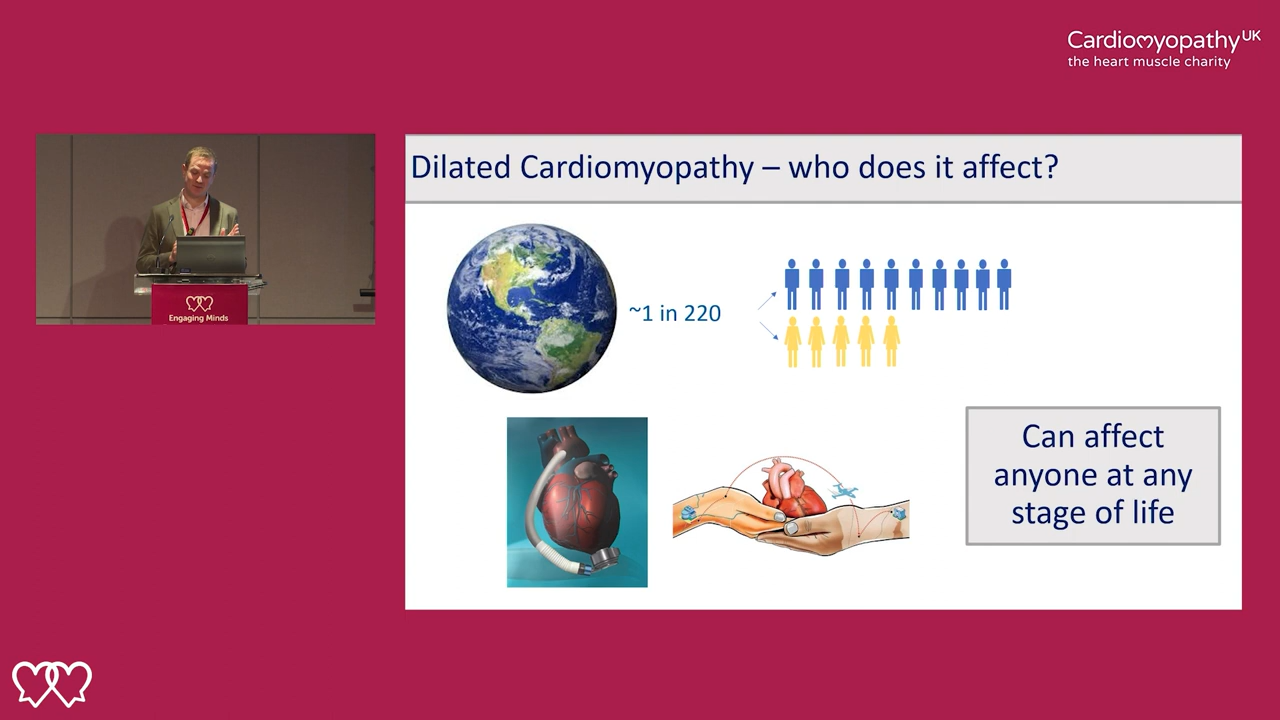 Cardiomyopathy UK
the heart muscle charity
Dilated Cardiomyopathy – who does it affect?
~1 in 220
Can affect
anyone at any
stage of life
Engaging Minds